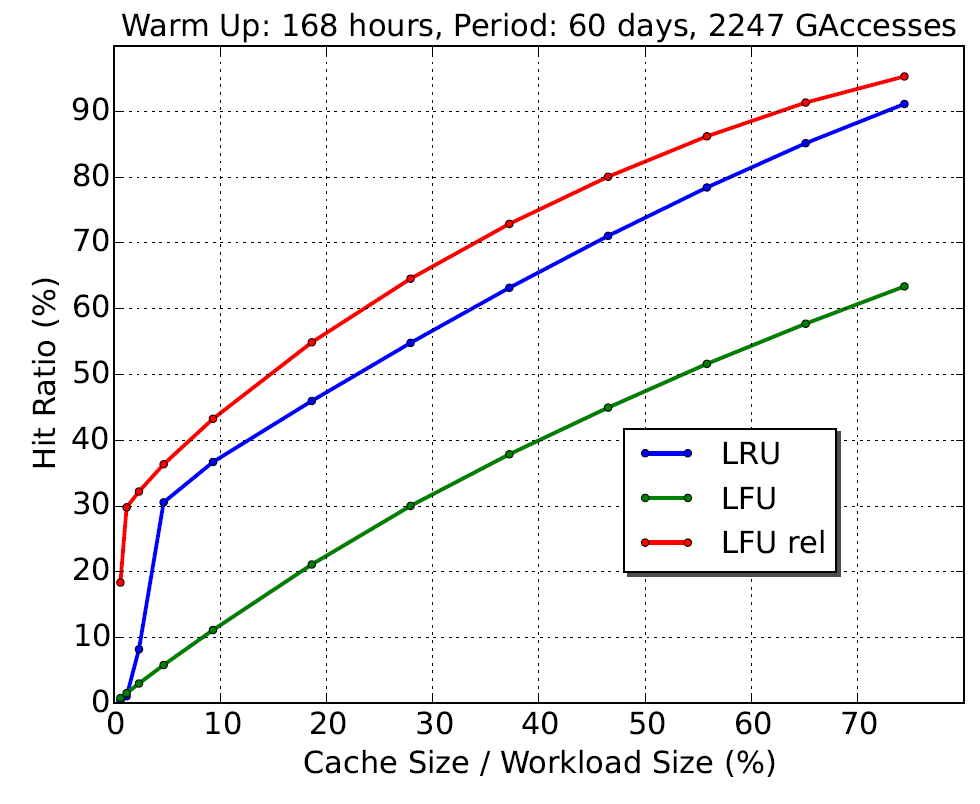 Warm Up: 168 hours, Period: 60 days, 2247 GAccesses
90
80
70
60
50
40
30
20
10
0
Hit Ratio (%)
LRU
LFU
LFU rel
0 10 20 30 40 50 60 70
Cache Size / Workload Size (%)